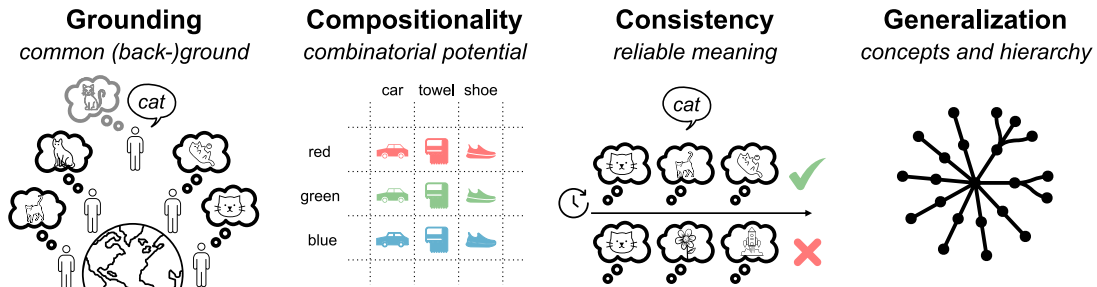 Grounding
common (back-)ground
cat
Compositionality
combinatorial potential
car towel shoe
red
green
blue
Consistency
reliable meaning
cat
Generalization
concepts and hierarchy